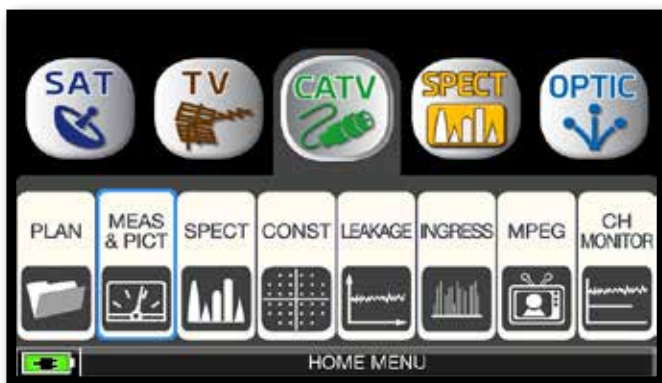 SAT TV CATV SPECT OPTIC
PLAN MEAS & PICT SPECT CONST LEAKAGE INGRESS MPEG CH MONITOR
HOME MENU